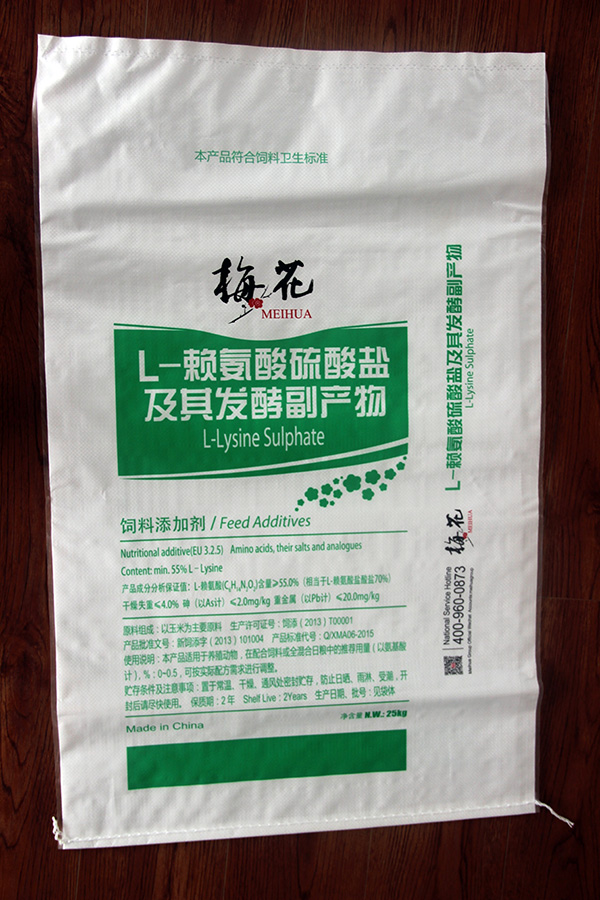 本产品符合饲料卫生标准
梅花
MEIHUA
L-赖氨酸硫酸盐
及其发酵副产物
L-Lysine Sulphate
饲料添加剂 / Feed Additives
Nutritional additive(EU 3.2.5) Amino acids, their salts and analogues
Content: min. 55% L - Lysine
产品成分分析保证值: L-赖氨酸(C₆H₁₄N₂O₂)含量≥55.0% (相当于L-赖氨酸盐酸盐70%)
干燥失重≤4.0% 砷 (以As计) ≤2.0mg/kg 重金属 (以Pb计) ≤20.0mg/kg
原料组成: 以玉米为主要原料 生产许可证号: 饲添 (2013) T00001
产品批准文号: 新饲添字 (2013) 101004 产品标准代号: Q/XMA06-2015
使用说明: 本产品适用于养殖动物, 在配合饲料或全混合日粮中的推荐用量 (以氨基酸
计), %: 0~0.5, 可按实际配方需求进行调整。
贮存条件及注意事项: 置于常温、干燥、通风处密封贮存, 防止日晒、雨淋、受潮, 开
封后请尽快使用。 保质期: 2年 Shelf Live: 2Years 生产日期、批号: 见袋体
净含量 N.W.: 25kg
Made in China
L-赖氨酸硫酸盐及其发酵副产物
L-Lysine Sulphate
梅花
MEIHUA
National Service Hotline
400-960-0873